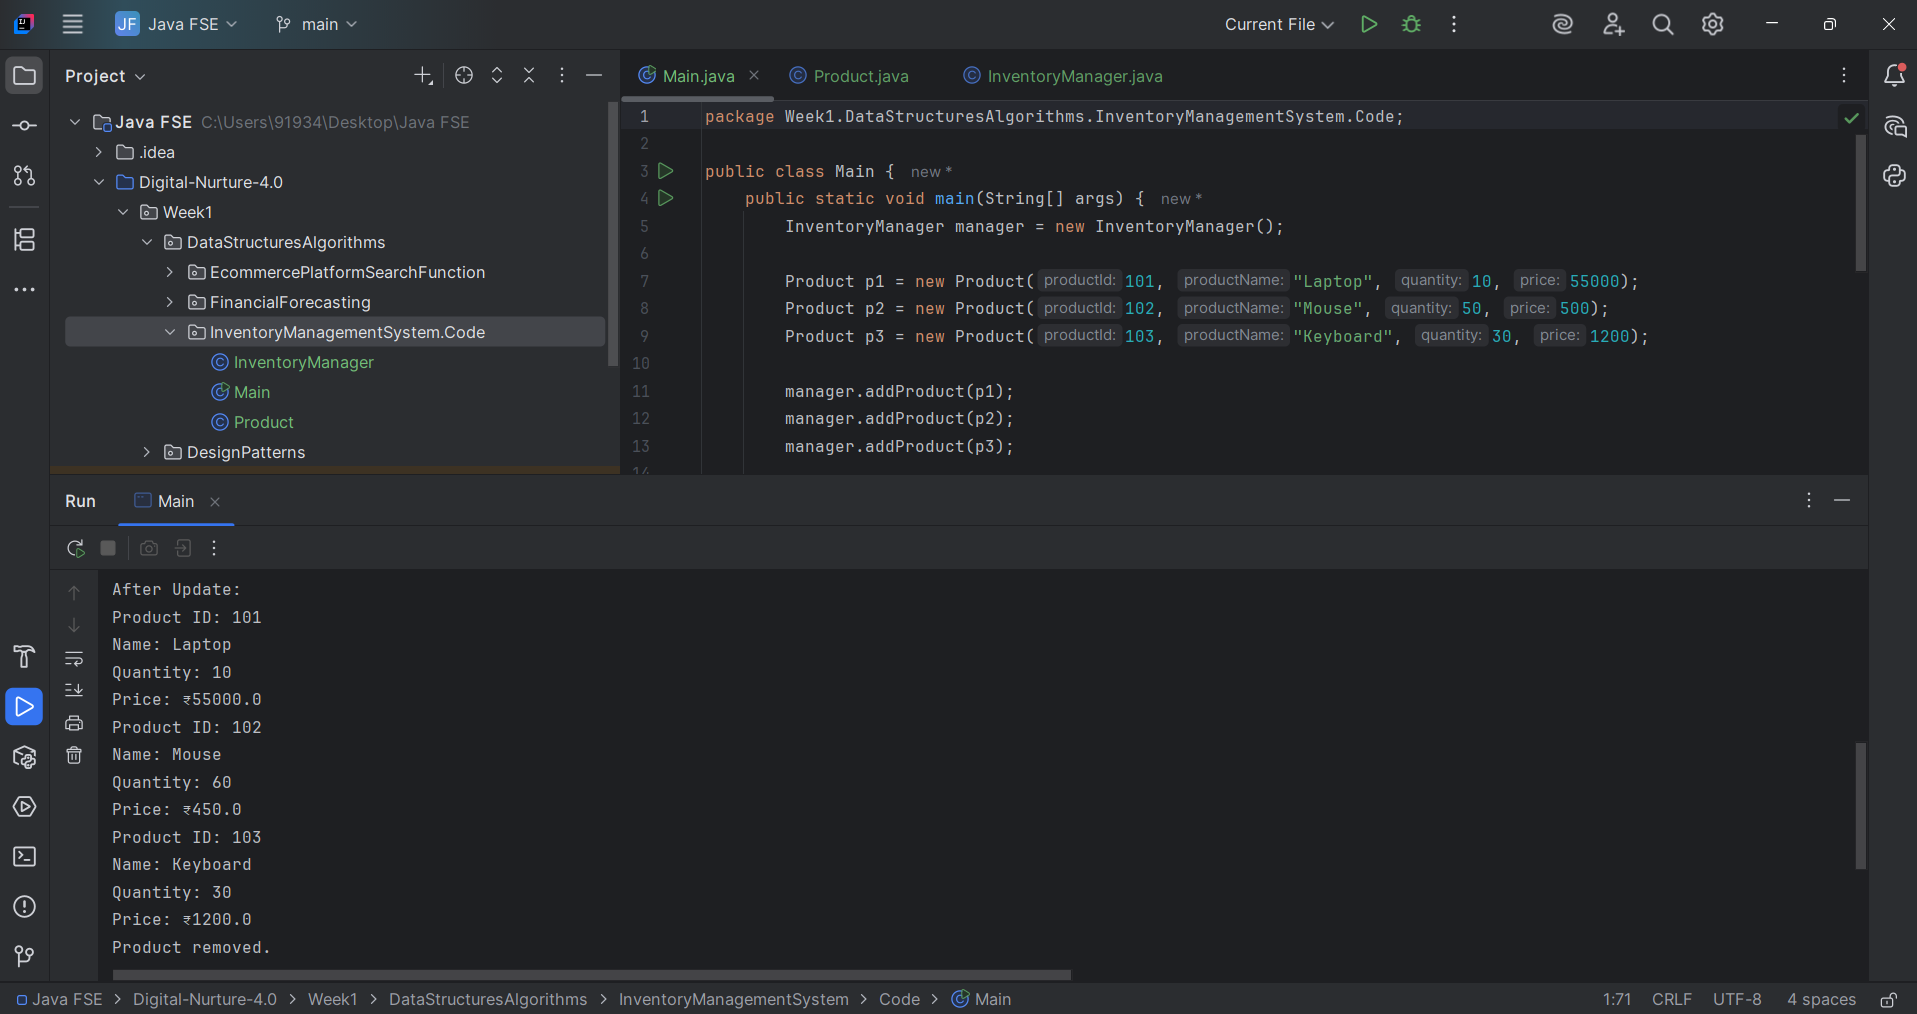 JF Java FSE main Current File
Project
Java FSE C:\Users\91934\Desktop\Java FSE
.idea
Digital-Nurture-4.0
Week1
DataStructuresAlgorithms
EcommercePlatformSearchFunction
FinancialForecasting
InventoryManagementSystem.Code
InventoryManager
Main
Product
DesignPatterns
Main.java Product.java InventoryManager.java
1 package Week1.DataStructuresAlgorithms.InventoryManagementSystem.Code;
2
3 public class Main { new *
4 public static void main(String[] args) { new *
5 InventoryManager manager = new InventoryManager();
6
7 Product p1 = new Product( productId: 101, productName: "Laptop", quantity: 10, price: 55000);
8 Product p2 = new Product( productId: 102, productName: "Mouse", quantity: 50, price: 500);
9 Product p3 = new Product( productId: 103, productName: "Keyboard", quantity: 30, price: 1200);
10
11 manager.addProduct(p1);
12 manager.addProduct(p2);
13 manager.addProduct(p3);
14
Run Main
After Update:
Product ID: 101
Name: Laptop
Quantity: 10
Price: ₹55000.0
Product ID: 102
Name: Mouse
Quantity: 60
Price: ₹450.0
Product ID: 103
Name: Keyboard
Quantity: 30
Price: ₹1200.0
Product removed.
Java FSE > Digital-Nurture-4.0 > Week1 > DataStructuresAlgorithms > InventoryManagementSystem > Code > Main 1:71 CRLF UTF-8 4 spaces